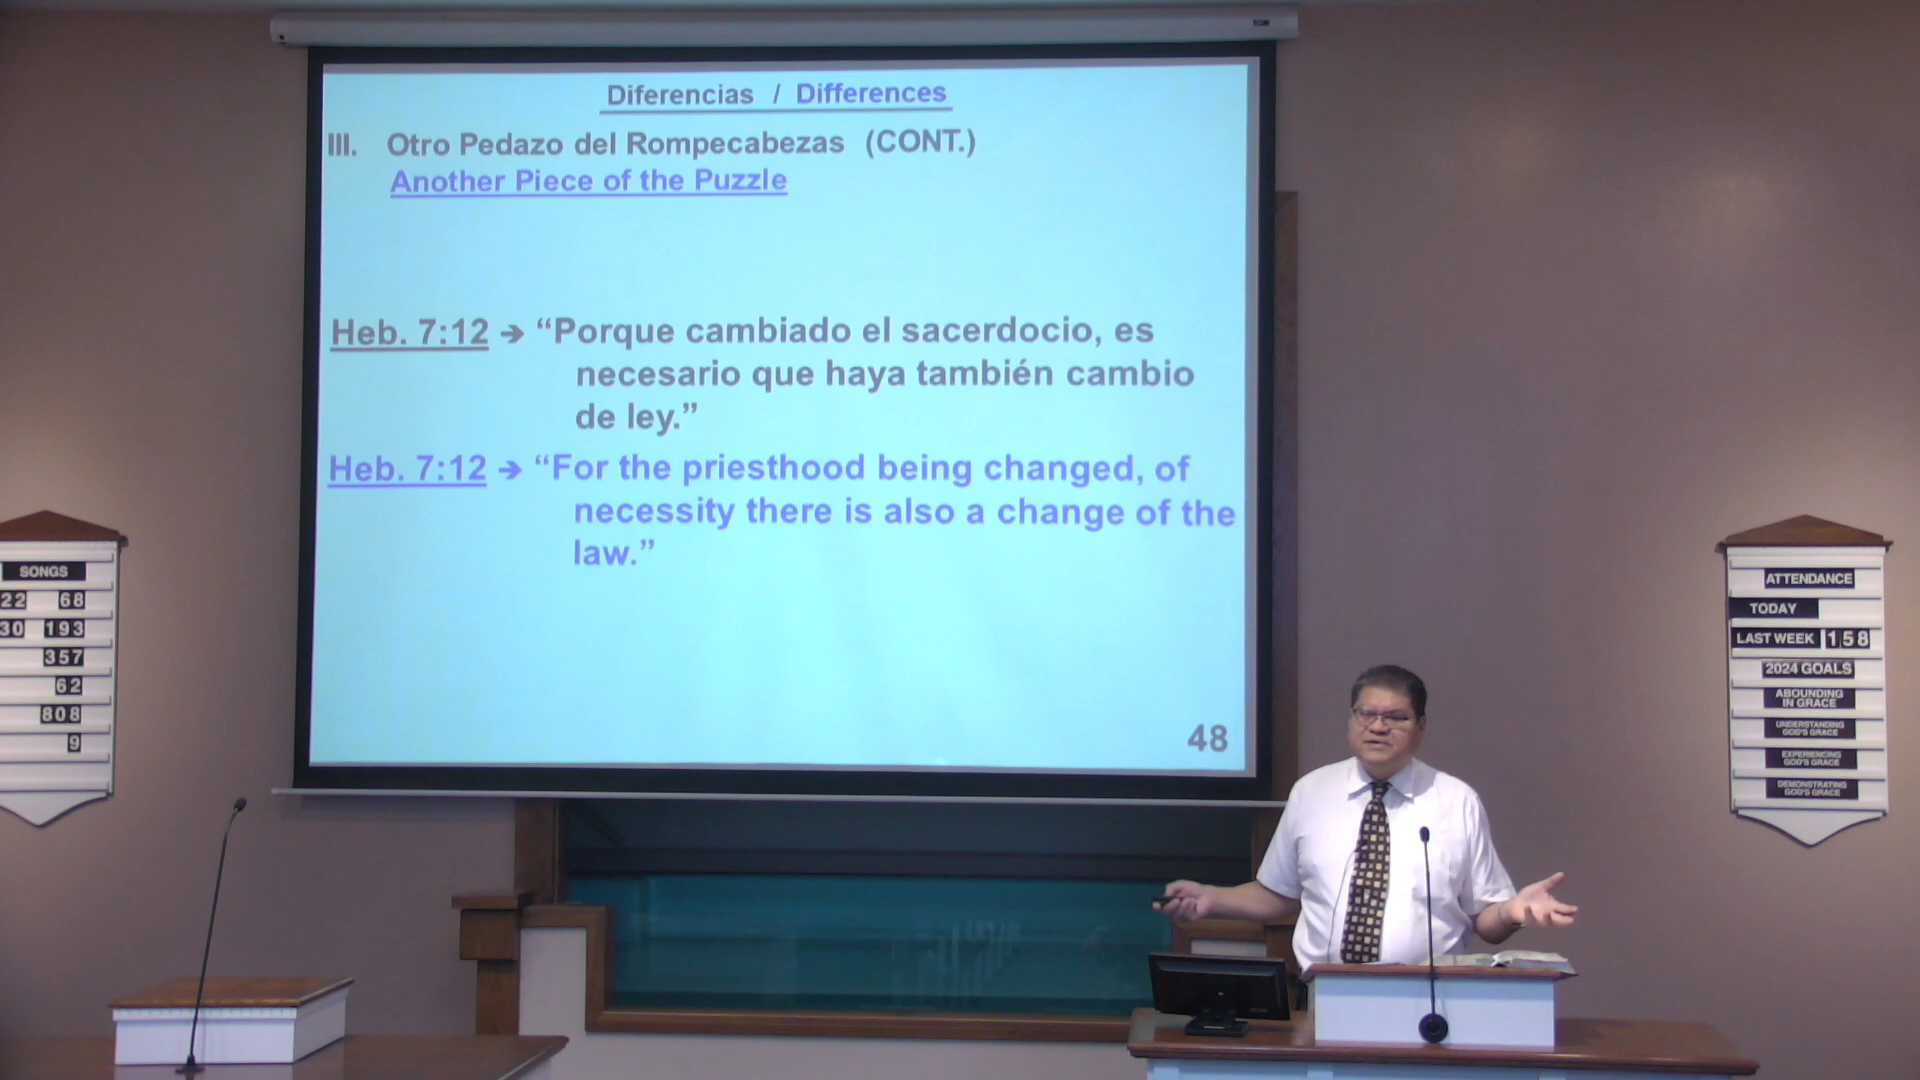 Diferencias / Differences
III. Otro Pedazo del Rompecabezas (CONT.)
Another Piece of the Puzzle
Heb. 7:12 → “Porque cambiado el sacerdocio, es
necesario que haya también cambio
de ley.”
Heb. 7:12 → “For the priesthood being changed, of
necessity there is also a change of the
law.”
48
SONGS
22 68
30 193
357
62
808
9
ATTENDANCE
TODAY
LAST WEEK 158
2024 GOALS
ABOUNDING
IN GRACE
UNDERSTANDING
GOD'S GRACE
EXPERIENCING
GOD'S GRACE
DEMONSTRATING
GOD'S GRACE